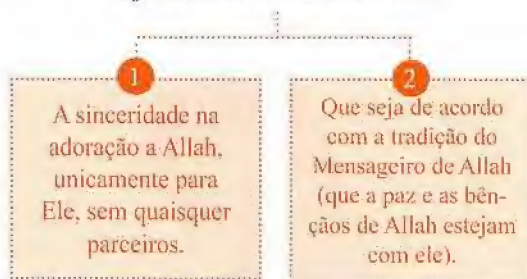 1
A sinceridade na
adoração a Allah,
unicamente para
Ele, sem quaisquer
parceiros.
2
Que seja de acordo
com a tradição do
Mensageiro de Allah
(que a paz e as bên-
çãos de Allah estejam
com ele).